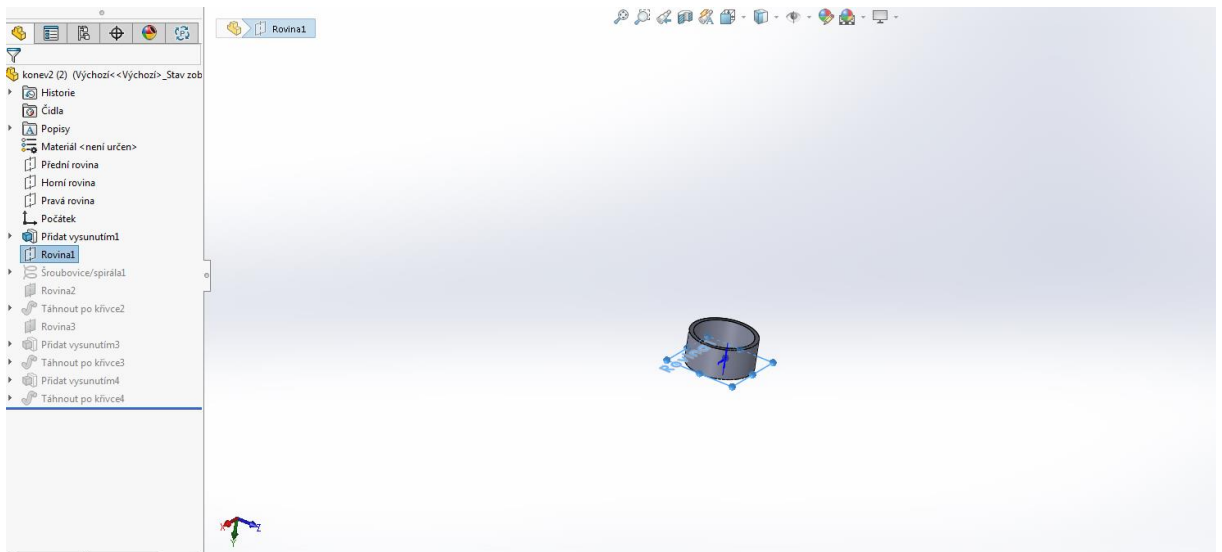 Rovina1
konev2 (2) (Výchozí<<Výchozí>_Stav zob
Historie
Čidla
Popisy
Materiál <není určen>
Přední rovina
Horní rovina
Pravá rovina
Počátek
Přidat vysunutím1
Rovina1
Šroubovice/spirála1
Rovina2
Táhnout po křivce2
Rovina3
Přidat vysunutím3
Táhnout po křivce3
Přidat vysunutím4
Táhnout po křivce4
Rovina1
X
Y
Z